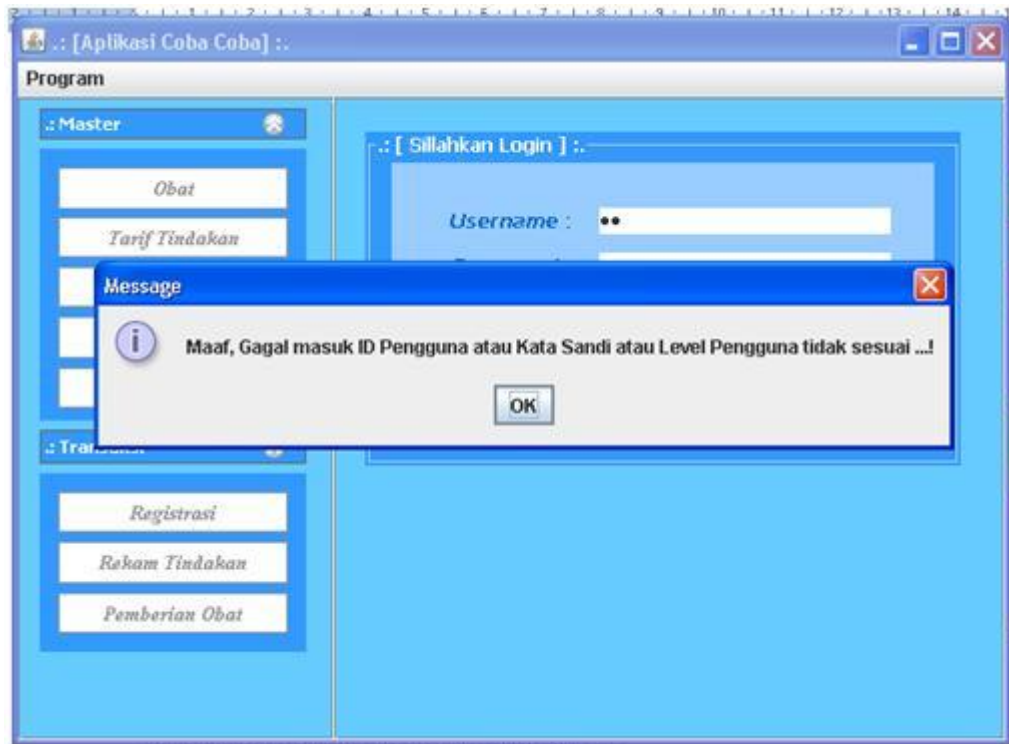 .: [Aplikasi Coba Coba] :.
Program
.: Master
Obat
Tarif Tindakan
.: [ Sillahkan Login ] :.
Username :
Message
Maaf, Gagal masuk ID Pengguna atau Kata Sandi atau Level Pengguna tidak sesuai ...!
OK
Registrasi
Rekam Tindakan
Pemberian Obat